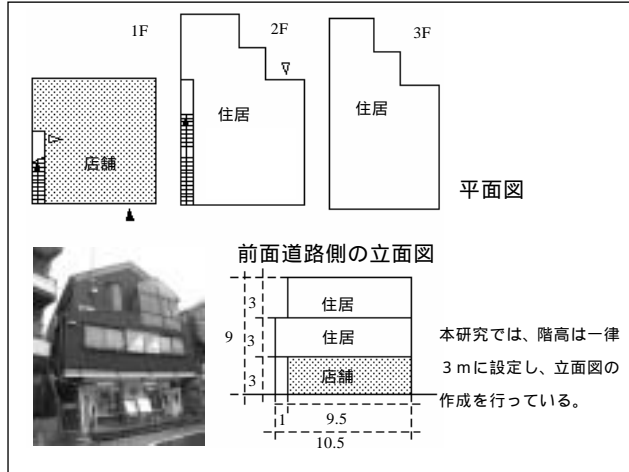 1F
2F
3F
住居
住居
店舗
平面図
前面道路側の立面図
3
住居
9
3
住居
3
店舗
1
9.5
10.5
本研究では、階高は一律
３ｍに設定し、立面図の
作成を行っている。